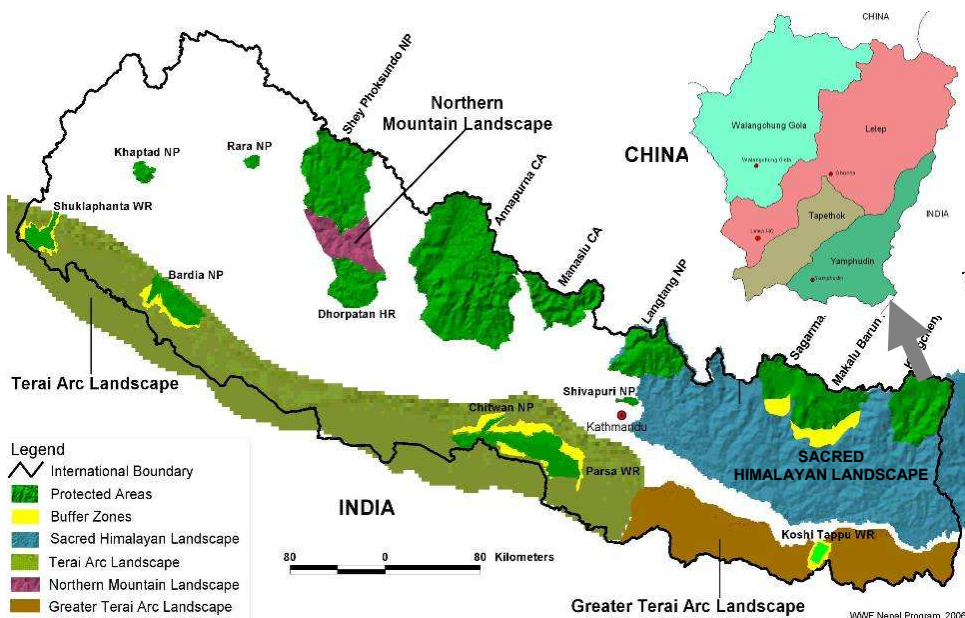 Shey Phoksundo NP
Northern
Mountain Landscape
Khaptad NP
Rara NP
CHINA
Annapurna CA
Manaslu CA
Langtang NP
Shuklaphanta WR
Bardia NP
Dhorpatan HR
Terai Arc Landscape
Shivapuri NP
Kathmandu
Chitwan NP
Parsa WR
Makalu Barun
SACRED
HIMALAYAN LANDSCAPE
INDIA
Koshi Tappu WR
Greater Terai Arc Landscape
80 0 80 Kilometers
Legend
International Boundary
Protected Areas
Buffer Zones
Sacred Himalayan Landscape
Terai Arc Landscape
Northern Mountain Landscape
Greater Terai Arc Landscape
CHINA
Walangchung Gola
Walangchung Gola
Lelep
Tapethok
INDIA
Yamphudin
Yamphudin
WWF Nepal Program, 2006